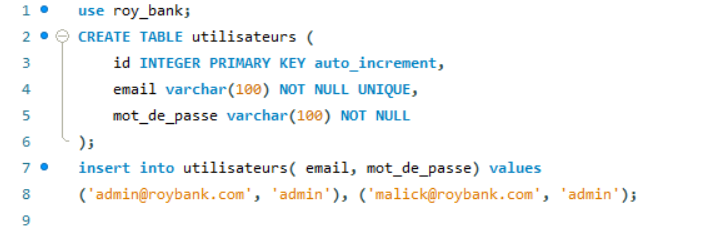 1 use roy_bank;
2 CREATE TABLE utilisateurs (
3 id INTEGER PRIMARY KEY auto_increment,
4 email varchar(100) NOT NULL UNIQUE,
5 mot_de_passe varchar(100) NOT NULL
6 );
7 insert into utilisateurs( email, mot_de_passe) values
8 ('admin@roybank.com', 'admin'), ('malick@roybank.com', 'admin');
9